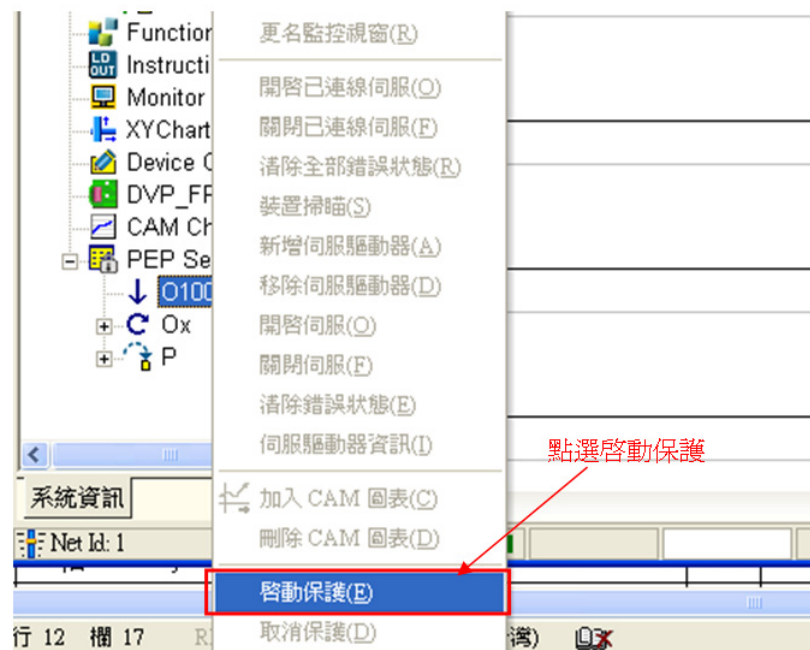 Function
Instructi
Monitor
XYChart
Device
DVP_FP
CAM Ch
PEP Se
O100
Ox
P
系統資訊
Net Id: 1
更名監控視窗(R)
開啓已連線伺服(O)
關閉已連線伺服(F)
清除全部錯誤狀態(R)
裝置掃瞄(S)
新增伺服驅動器(A)
移除伺服驅動器(D)
開啓伺服(O)
關閉伺服(F)
清除錯誤狀態(E)
伺服驅動器資訊(I)
加入 CAM 圖表(C)
刪除 CAM 圖表(D)
啓動保護(E)
取消保護(D)
點選啓動保護
行 12 欄 17
灣)